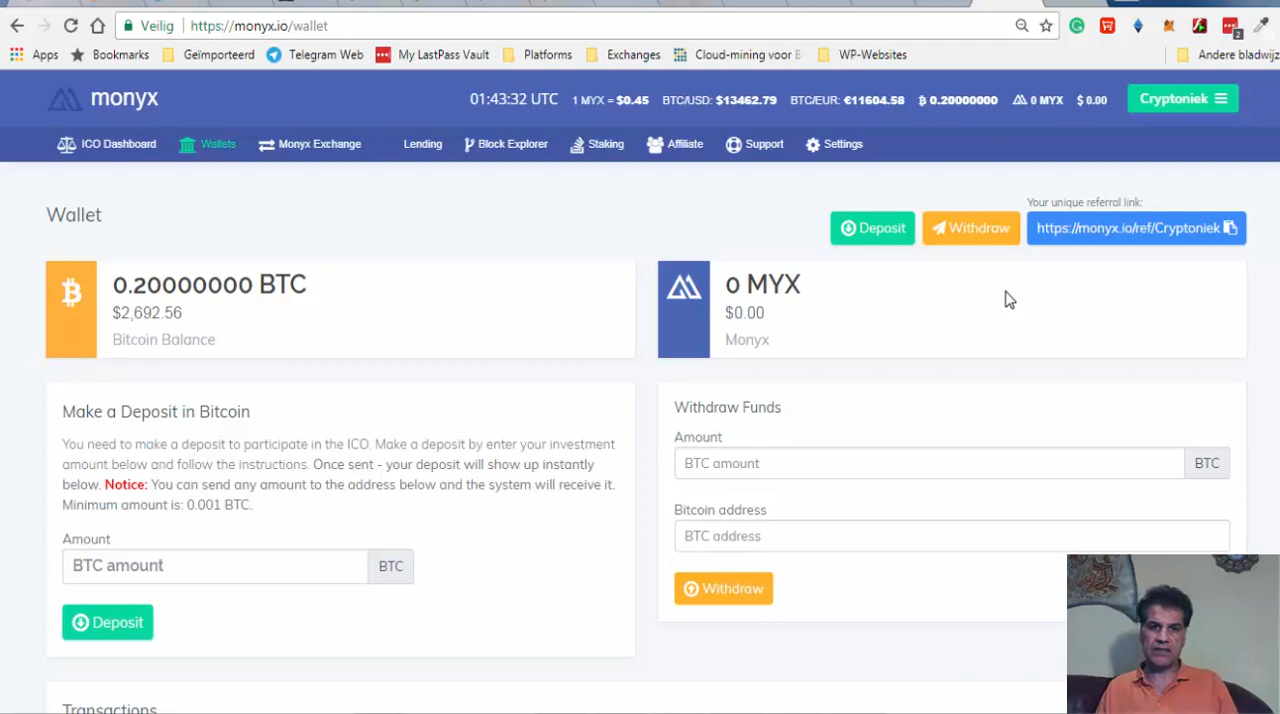 Veilig https://monyx.io/wallet
Apps Bookmarks Geïmporteerd Telegram Web My LastPass Vault Platforms Exchanges Cloud-mining voor B WP-Websites Andere bladwijz
2
monyx
01:43:32 UTC 1 MYX = $0.45 BTC/USD: $13462.79 BTC/EUR: €11604.58 0.20000000 0 MYX $ 0.00 Cryptoniek
ICO Dashboard Wallets Monyx Exchange Lending Block Explorer Staking Affiliate Support Settings
Your unique referral link:
Wallet
Deposit Withdraw https://monyx.io/ref/Cryptoniek
0.20000000 BTC
$2,692.56
Bitcoin Balance
0 MYX
$0.00
Monyx
Make a Deposit in Bitcoin
You need to make a deposit to participate in the ICO. Make a deposit by enter your investment
amount below and follow the instructions. Once sent - your deposit will show up instantly
below. Notice: You can send any amount to the address below and the system will receive it.
Minimum amount is: 0.001 BTC.
Amount
BTC amount BTC
Deposit
Withdraw Funds
Amount
BTC amount BTC
Bitcoin address
BTC address
Withdraw
Transactions